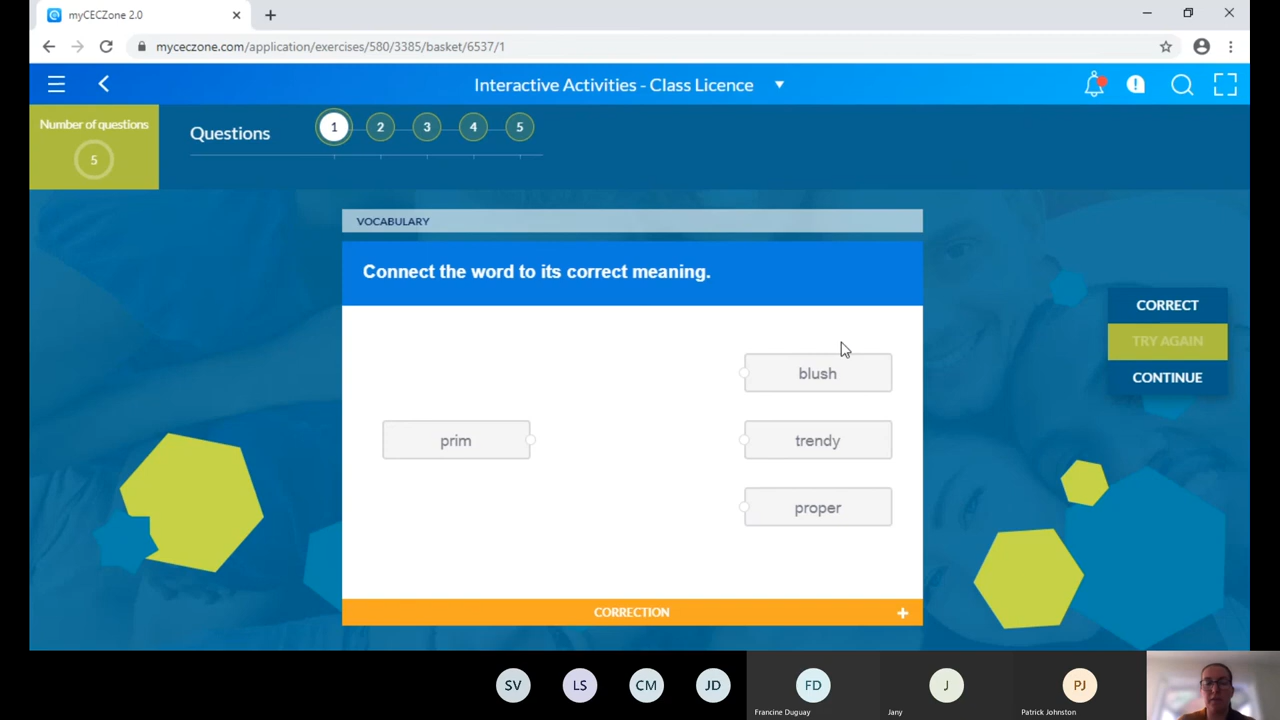 myCECZone 2.0
myceczone.com/application/exercises/580/3385/basket/6537/1
Interactive Activities - Class Licence
Number of questions
5
Questions
1 2 3 4 5
VOCABULARY
Connect the word to its correct meaning.
prim
blush
trendy
proper
CORRECTION
CORRECT
TRY AGAIN
CONTINUE
SV LS CM JD FD J PJ
Francine Duguay Jany Patrick Johnston